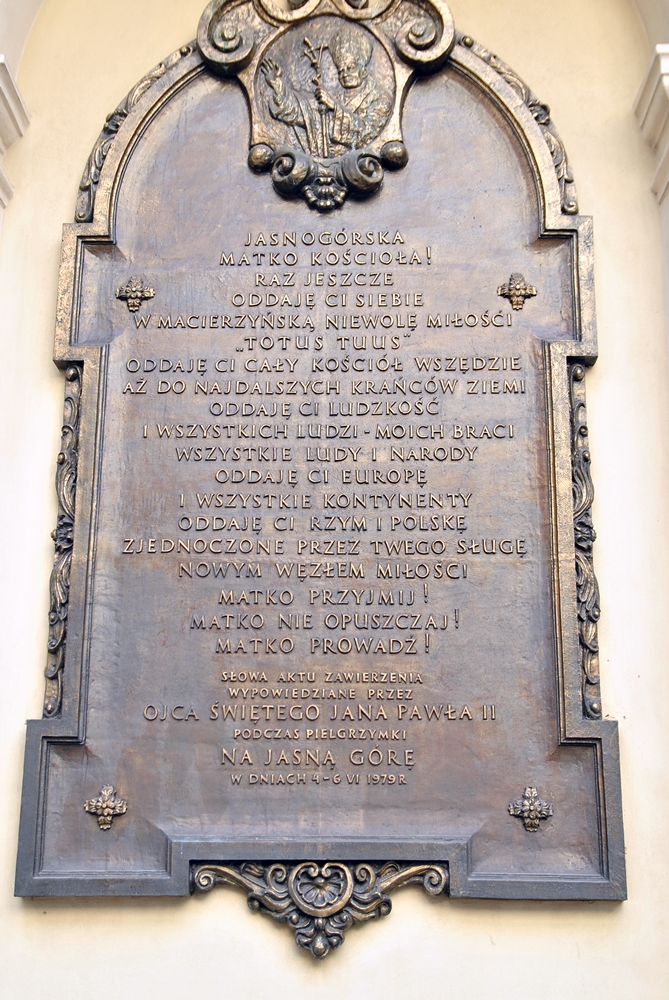 JASNOGÓRSKA
MATKO KOŚCIOŁA!
RAZ JESZCZE
ODDAJĘ CI SIEBIE
W MACIERZYŃSKĄ NIEWOLĘ MIŁOŚĆI
„TOTUS TUUS”
ODDAJĘ CI CAŁY KOŚCIÓŁ WSZĘDZIE
AŻ DO NAJDALSZYCH KRAŃCÓW ZIEMI
ODDAJĘ CI LUDZKOŚĆ
I WSZYSTKICH LUDZI - MOICH BRACI
WSZYSTKIE LUDY I NARODY
ODDAJĘ CI EUROPĘ
I WSZYSTKIE KONTYNENTY
ODDAJĘ CI RZYM I POLSKĘ
ZJEDNOCZONE PRZEZ TWEGO SŁUGĘ
NOWYM WĘZŁEM MIŁOŚCI
MATKO PRZYJMIJ!
MATKO NIE OPUSZCZAJ!
MATKO PROWADŹ!
SŁOWA AKTU ZAWIERZENIA
WYPOWIEDZIANE PRZEZ
OJCA ŚWIĘTEGO JANA PAWŁA II
PODCZAS PIELGRZYMKI
NA JASNĄ GÓRĘ
W DNIACH 4-6 VI 1979 R